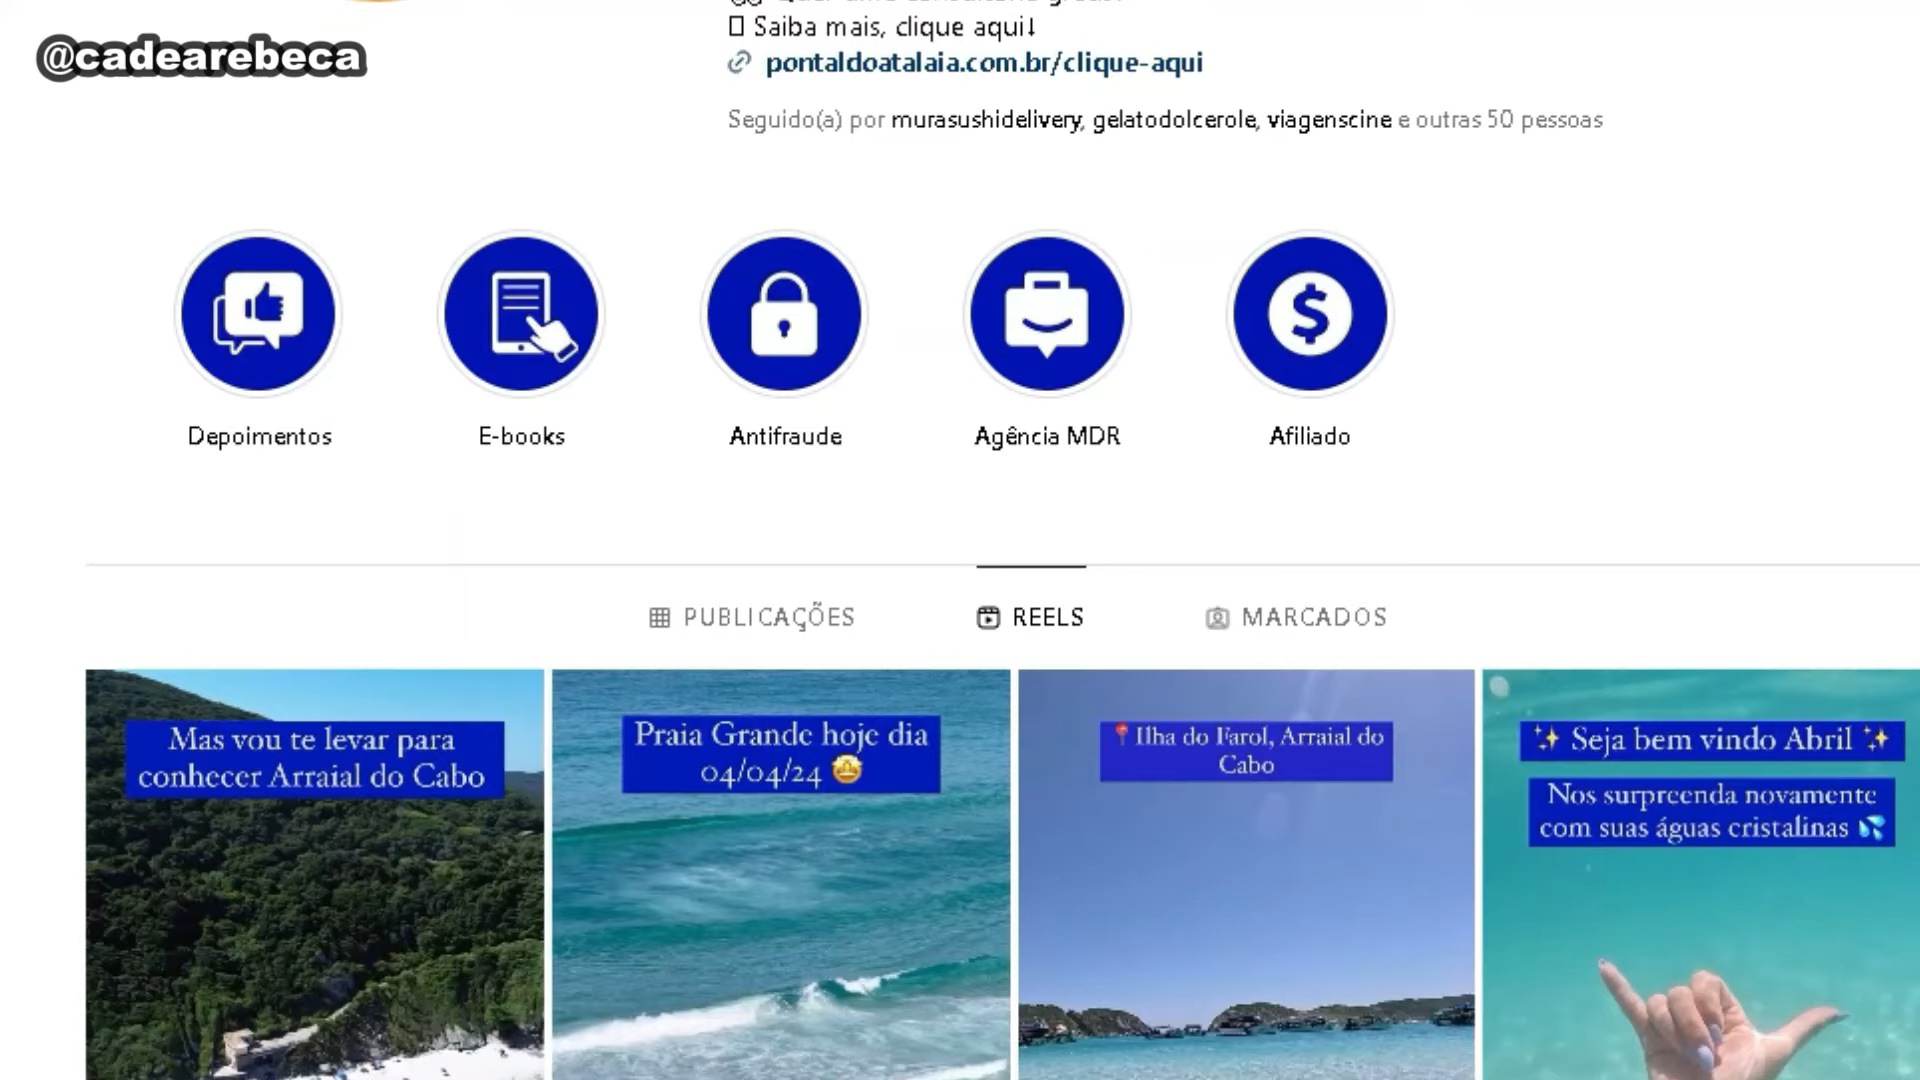 @cadearebeca
Saiba mais, clique aqui↓
pontaldoatalaia.com.br/clique-aqui
Seguido(a) por murasushidelivery, gelatodolcerole, viagenscine e outras 50 pessoas
Depoimentos
E-books
Antifraude
Agência MDR
Afiliado
PUBLICAÇÕES
REELS
MARCADOS
Mas vou te levar para
conhecer Arraial do Cabo
Praia Grande hoje dia
04/04/24 🤩
📍Ilha do Farol, Arraial do
Cabo
✨ Seja bem vindo Abril ✨
Nos surpreenda novamente
com suas águas cristalinas 💦